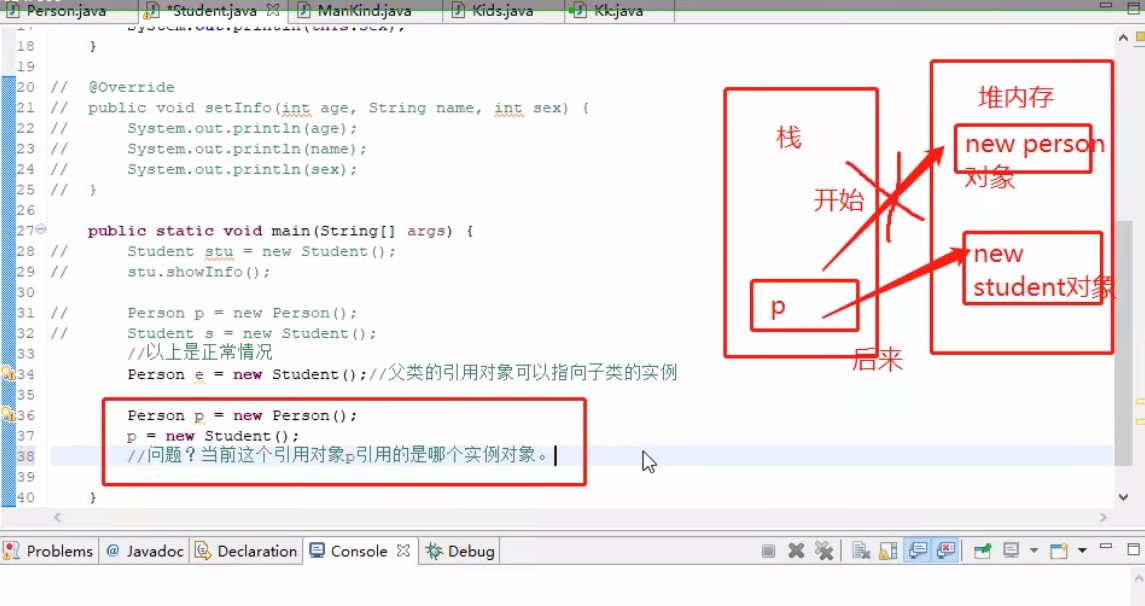 Person.java
*Student.java
ManKind.java
Kids.java
Kk.java
17 System.out.println(this.sex);
18 }
19
20 // @Override
21 // public void setInfo(int age, String name, int sex) {
22 // System.out.println(age);
23 // System.out.println(name);
24 // System.out.println(sex);
25 // }
26
27 public static void main(String[] args) {
28 // Student stu = new Student();
29 // stu.showInfo();
30
31 // Person p = new Person();
32 // Student s = new Student();
33 //以上是正常情况
34 Person e = new Student();//父类的引用对象可以指向子类的实例
35
36 Person p = new Person();
37 p = new Student();
38 //问题？当前这个引用对象p引用的是哪个实例对象。
39
40 }
栈
开始
p
后来
堆内存
new person
对象
new
student对象
Problems
@ Javadoc
Declaration
Console
Debug